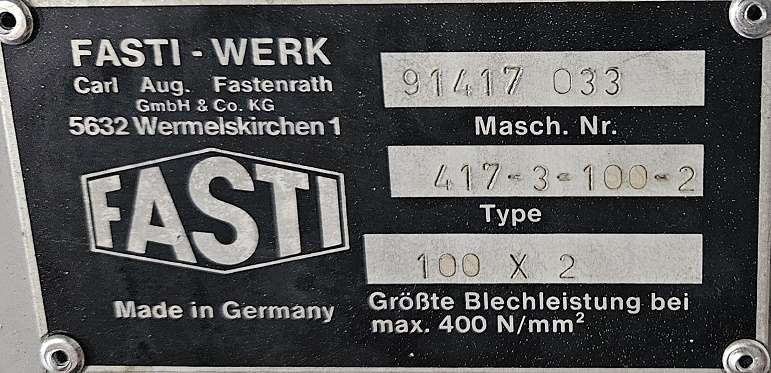 FASTI - WERK
Carl Aug. Fastenrath
GmbH & Co. KG
5632 Wermelskirchen 1
FASTI
Made in Germany
91417 033
Masch. Nr.
417-3-100-2
Type
100 X 2
Größte Blechleistung bei
max. 400 N/mm²